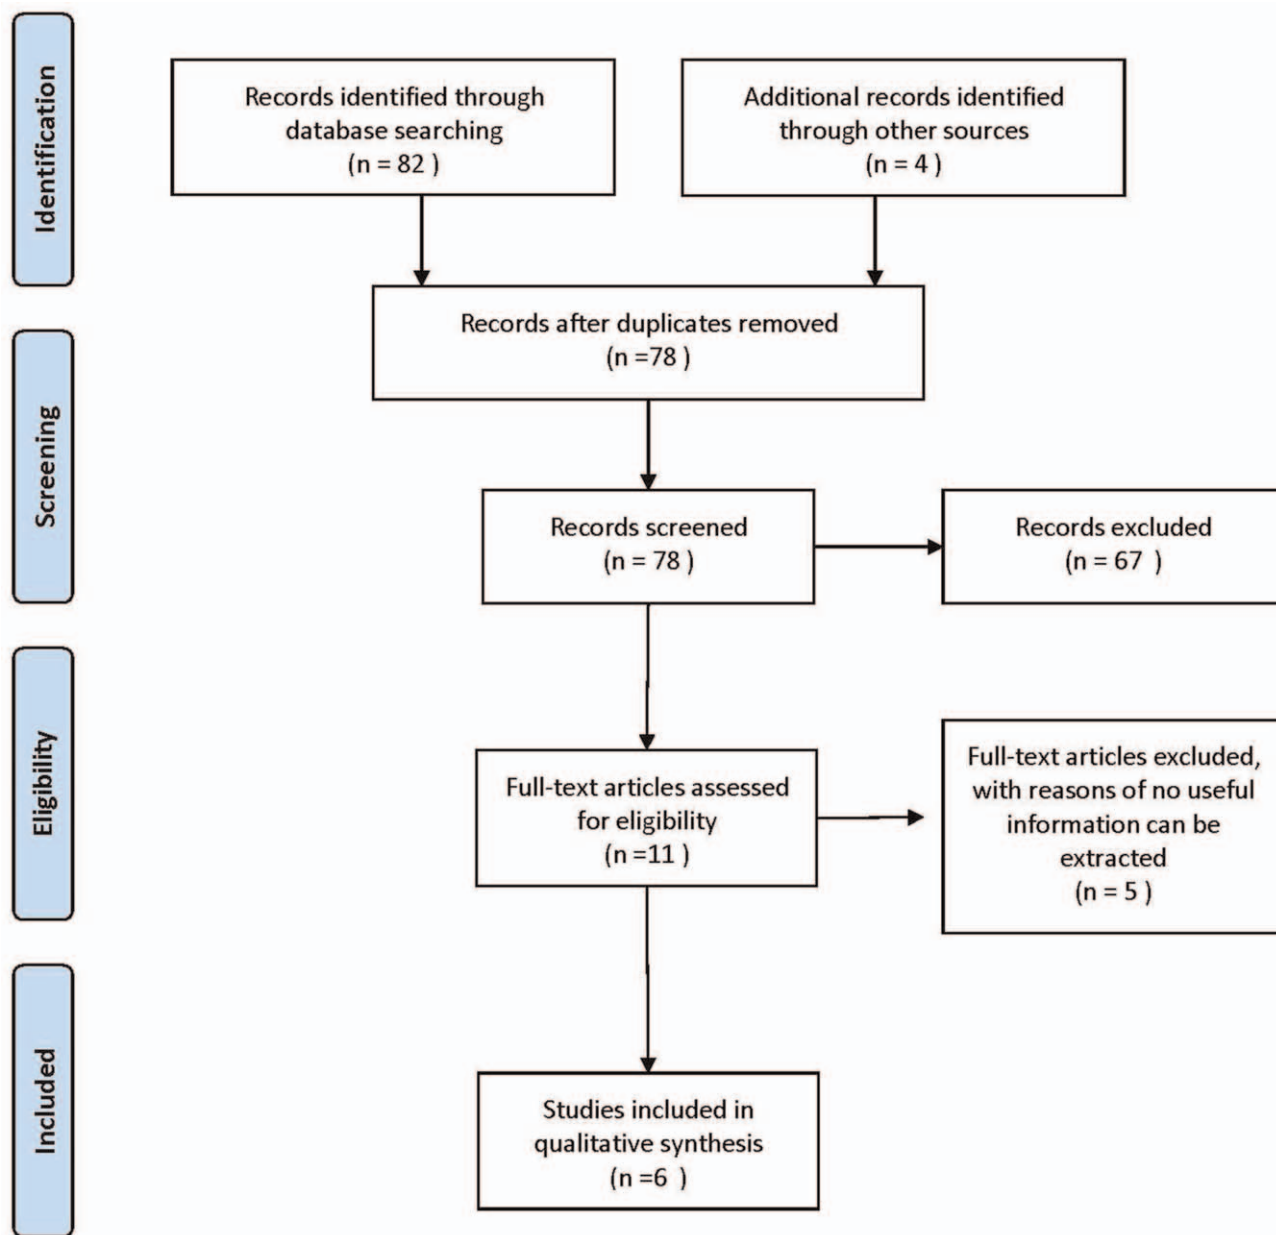 Identification
Records identified through
database searching
(n = 82 )
Additional records identified
through other sources
(n = 4 )
Records after duplicates removed
(n =78 )
Screening
Records screened
(n = 78 )
Records excluded
(n = 67 )
Eligibility
Full-text articles assessed
for eligibility
(n =11 )
Full-text articles excluded,
with reasons of no useful
information can be
extracted
(n = 5 )
Included
Studies included in
qualitative synthesis
(n =6 )